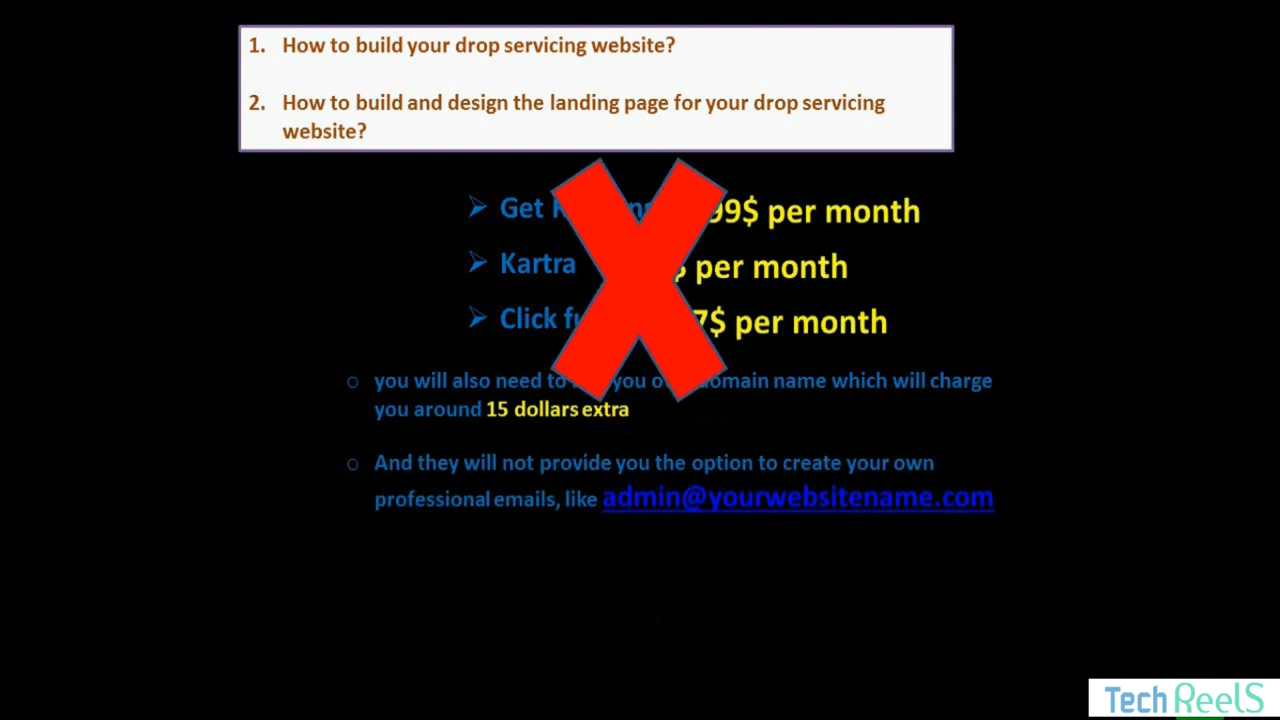 1. How to build your drop servicing website?
2. How to build and design the landing page for your drop servicing
website?
➢ Get 99$ per month
➢ Kartra $ per month
➢ Click 7$ per month
o you will also need to you domain name which will charge
you around 15 dollars extra
o And they will not provide you the option to create your own
professional emails, like admin@yourwebsitename.com
Tech ReelS